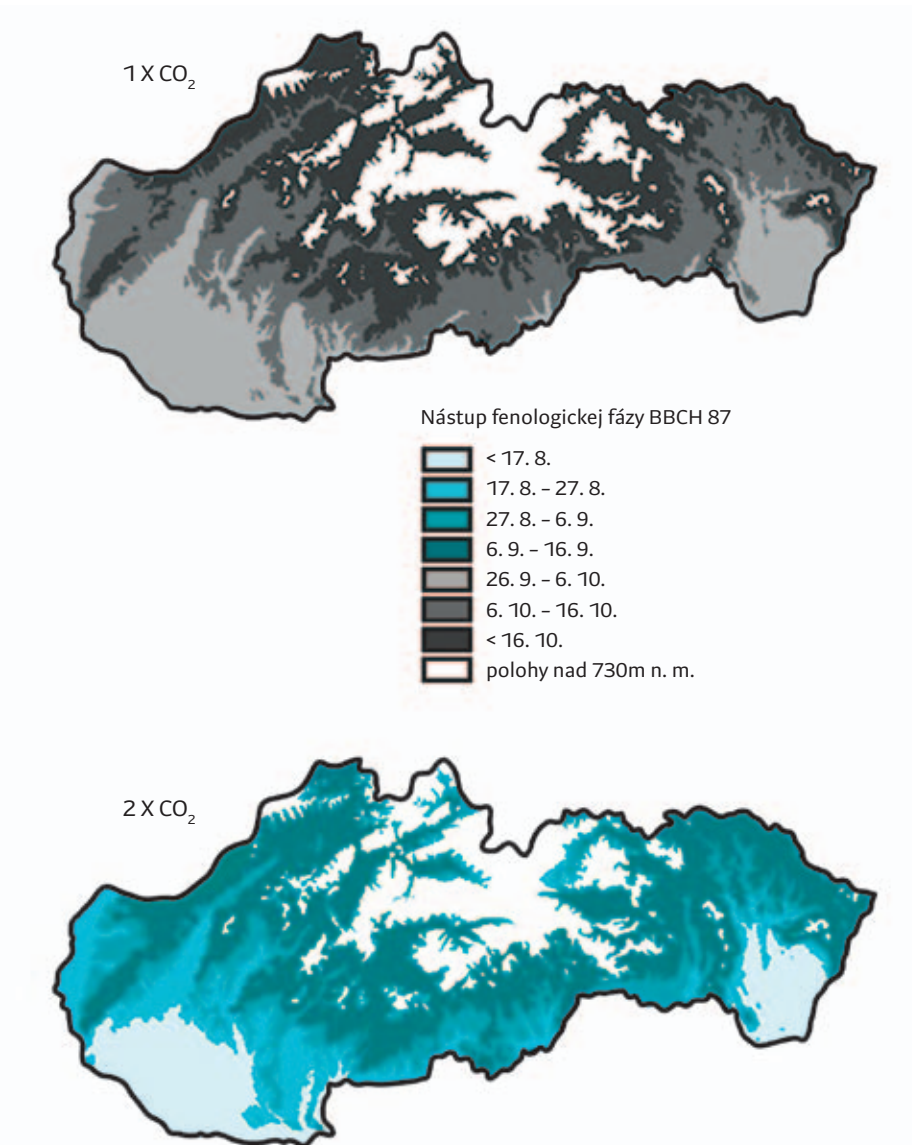 1 X CO₂
Nástup fenologickej fázy BBCH 87
< 17. 8.
17. 8. – 27. 8.
27. 8. – 6. 9.
6. 9. – 16. 9.
26. 9. – 6. 10.
6. 10. – 16. 10.
< 16. 10.
polohy nad 730m n. m.
2 X CO₂